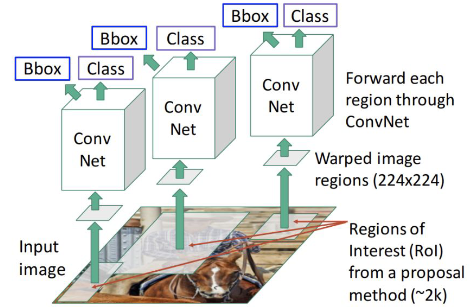 Bbox
Class
Bbox
Class
Bbox
Class
Conv
Net
Conv
Net
Conv
Net
Forward each
region through
ConvNet
Warped image
regions (224x224)
Input
image
Regions of
Interest (RoI)
from a proposal
method (~2k)